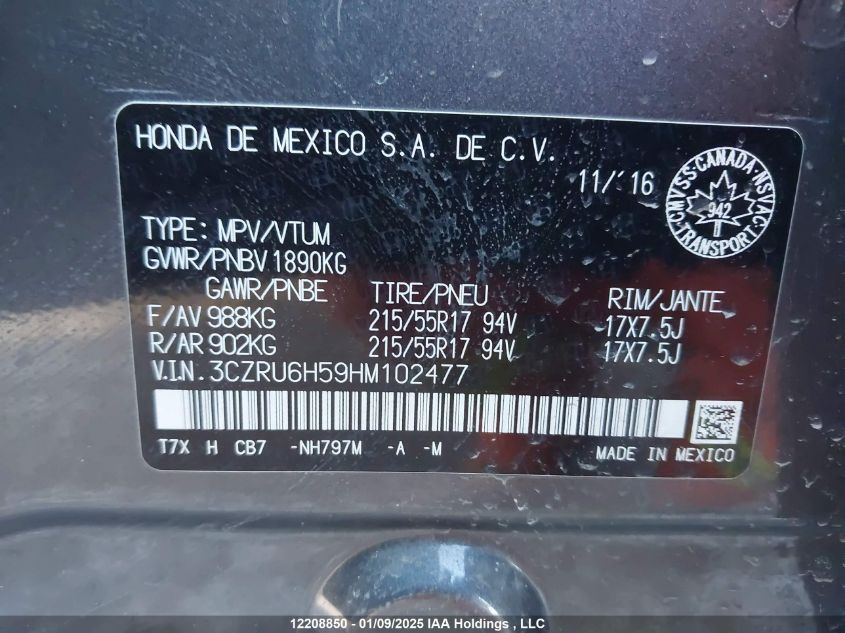 HONDA DE MEXICO S.A. DE C.V.
11/'16
CMVSS-CANADA-NSVAC
942
TRANSPORT
TYPE: MPV/VTUM
GVWR/PNBV 1890KG
GAWR/PNBE TIRE/PNEU RIM/JANTE
F/AV 988KG 215/55R17 94V 17X7.5J
R/AR 902KG 215/55R17 94V 17X7.5J
V.I.N. 3CZRU6H59HM102477
T7X H CB7 -NH797M -A -M MADE IN MEXICO
12208850 - 01/09/2025 IAA Holdings , LLC